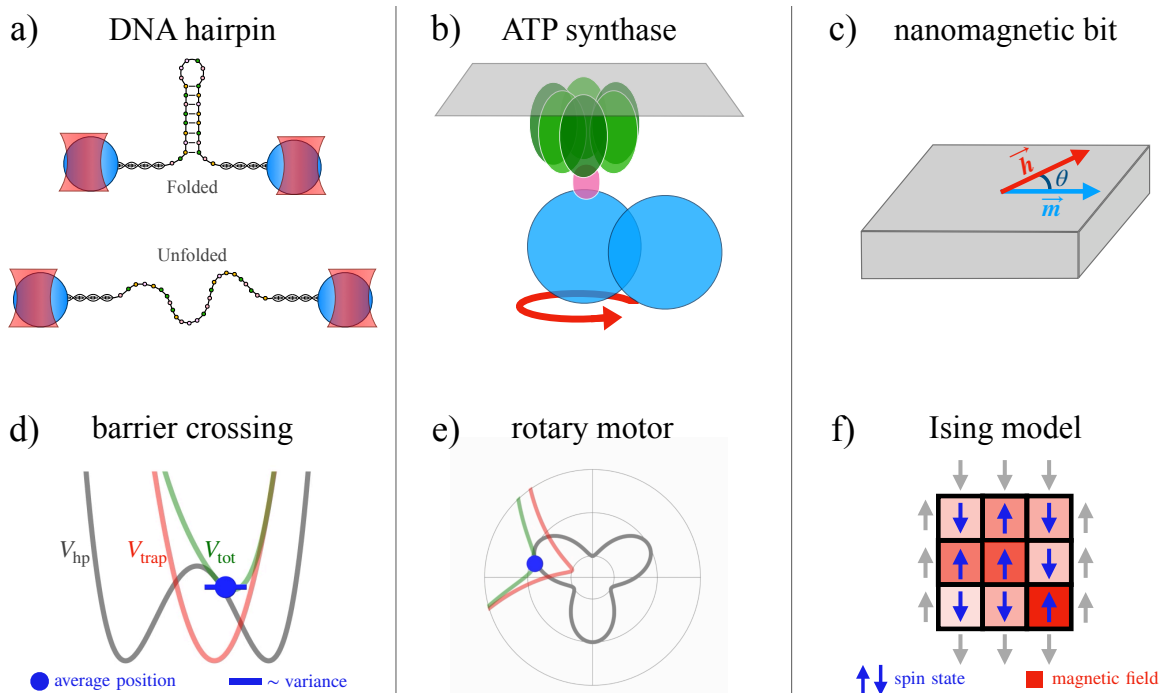 a) DNA hairpin
Folded
Unfolded
b) ATP synthase
c) nanomagnetic bit
h
θ
m
d) barrier crossing
V_hp V_trap V_tot
average position ~ variance
e) rotary motor
f) Ising model
spin state magnetic field